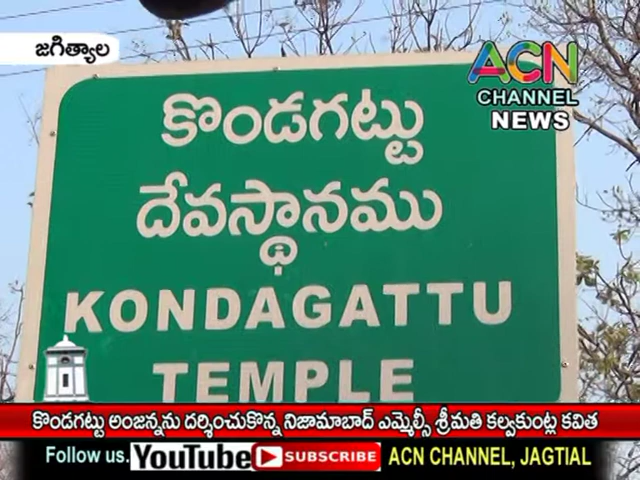 జగిత్యాల
ACN
CHANNEL
NEWS
కొండగట్టు
దేవస్థానము
KONDAGATTU
TEMPLE
కొండగట్టు అంజన్నను దర్శించుకొన్న నిజామాబాద్ ఎమ్మెల్సీ శ్రీమతి కల్వకుంట్ల కవిత
Follow us. YouTube SUBSCRIBE ACN CHANNEL, JAGTIAL